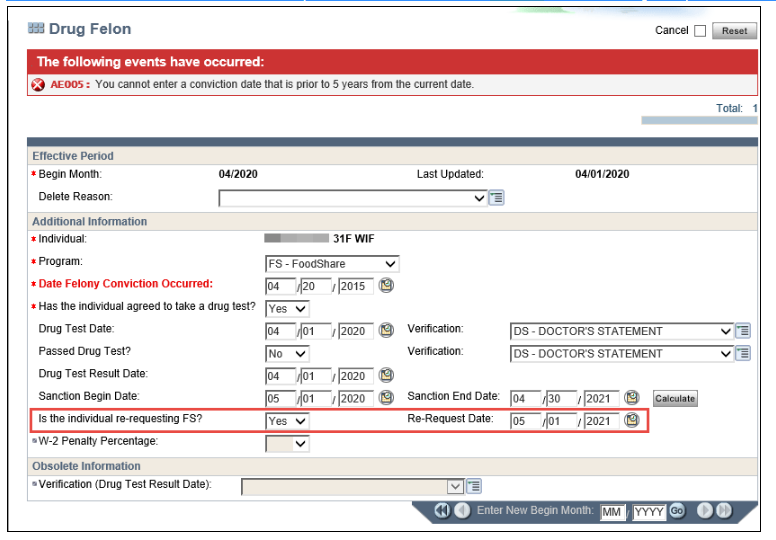 Drug Felon
Cancel Reset
The following events have occurred:
AE005 : You cannot enter a conviction date that is prior to 5 years from the current date.
Total: 1
Effective Period
* Begin Month: 04/2020 Last Updated: 04/01/2020
Delete Reason:
Additional Information
* Individual: 31F WIF
* Program: FS - FoodShare
* Date Felony Conviction Occurred: 04 / 20 / 2015
* Has the individual agreed to take a drug test? Yes
Drug Test Date: 04 / 01 / 2020 Verification: DS - DOCTOR'S STATEMENT
Passed Drug Test? No Verification: DS - DOCTOR'S STATEMENT
Drug Test Result Date: 04 / 01 / 2020
Sanction Begin Date: 05 / 01 / 2020 Sanction End Date: 04 / 30 / 2021 Calculate
Is the individual re-requesting FS? Yes Re-Request Date: 05 / 01 / 2021
W-2 Penalty Percentage:
Obsolete Information
Verification (Drug Test Result Date):
Enter New Begin Month: MM / YYYY Go